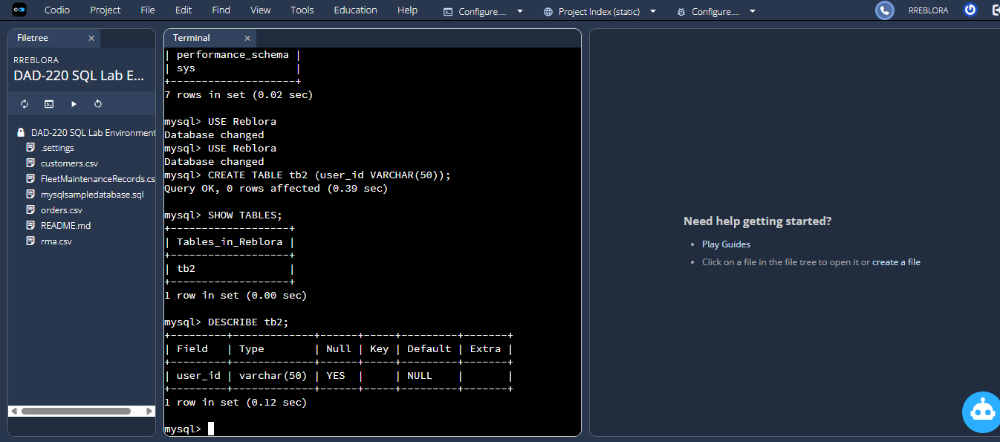 Codio Project File Edit Find View Tools Education Help Configure.... Project Index (static) Configure.... RREBLORA
Filetree ×
RREBLORA
DAD-220 SQL Lab E...
DAD-220 SQL Lab Environment
.settings
customers.csv
FleetMaintenanceRecords.cs
mysqlsampledatabase.sql
orders.csv
README.md
rma.csv
Terminal ×
| performance_schema |
| sys                |
+--------------------+
7 rows in set (0.02 sec)
mysql> USE Reblora
Database changed
mysql> USE Reblora
Database changed
mysql> CREATE TABLE tb2 (user_id VARCHAR(50));
Query OK, 0 rows affected (0.39 sec)
mysql> SHOW TABLES;
+-------------------+
| Tables_in_Reblora |
+-------------------+
| tb2               |
+-------------------+
1 row in set (0.00 sec)
mysql> DESCRIBE tb2;
+---------+-------------+------+-----+---------+-------+
| Field   | Type        | Null | Key | Default | Extra |
+---------+-------------+------+-----+---------+-------+
| user_id | varchar(50) | YES  |     | NULL    |       |
+---------+-------------+------+-----+---------+-------+
1 row in set (0.12 sec)
mysql>
Need help getting started?
• Play Guides
• Click on a file in the file tree to open it or create a file